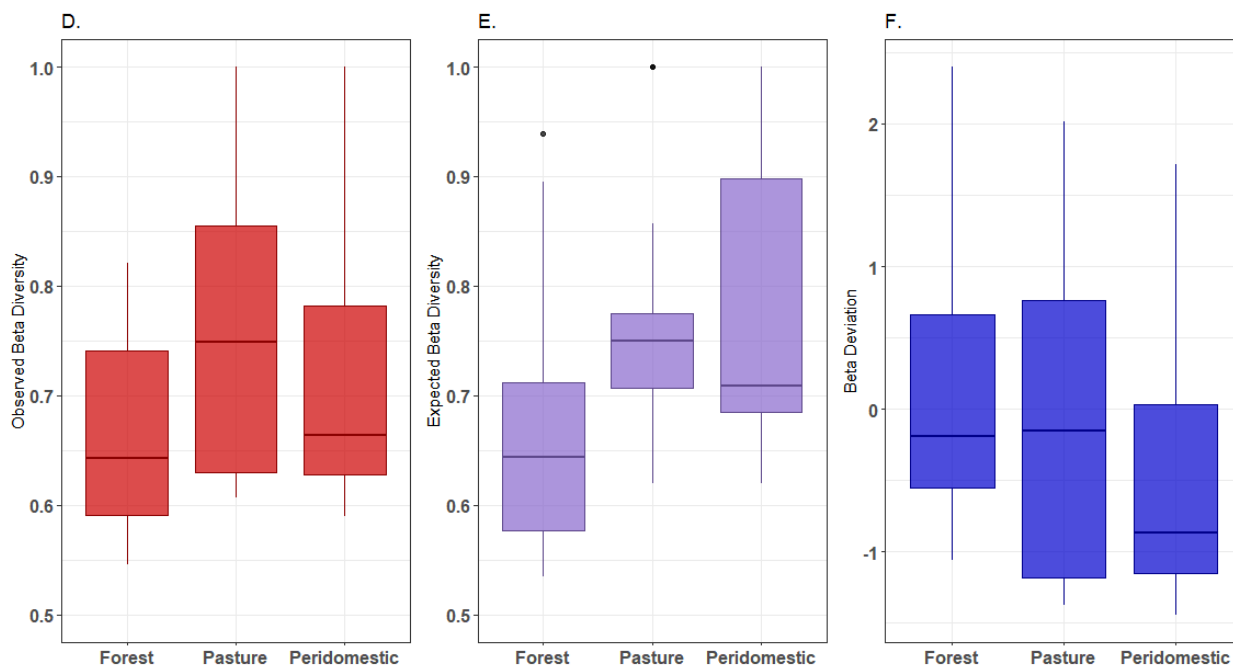 D.
Observed Beta Diversity
1.0
0.9
0.8
0.7
0.6
0.5
Forest Pasture Peridomestic
E.
Expected Beta Diversity
1.0
0.9
0.8
0.7
0.6
0.5
Forest Pasture Peridomestic
F.
Beta Deviation
2
1
0
-1
Forest Pasture Peridomestic